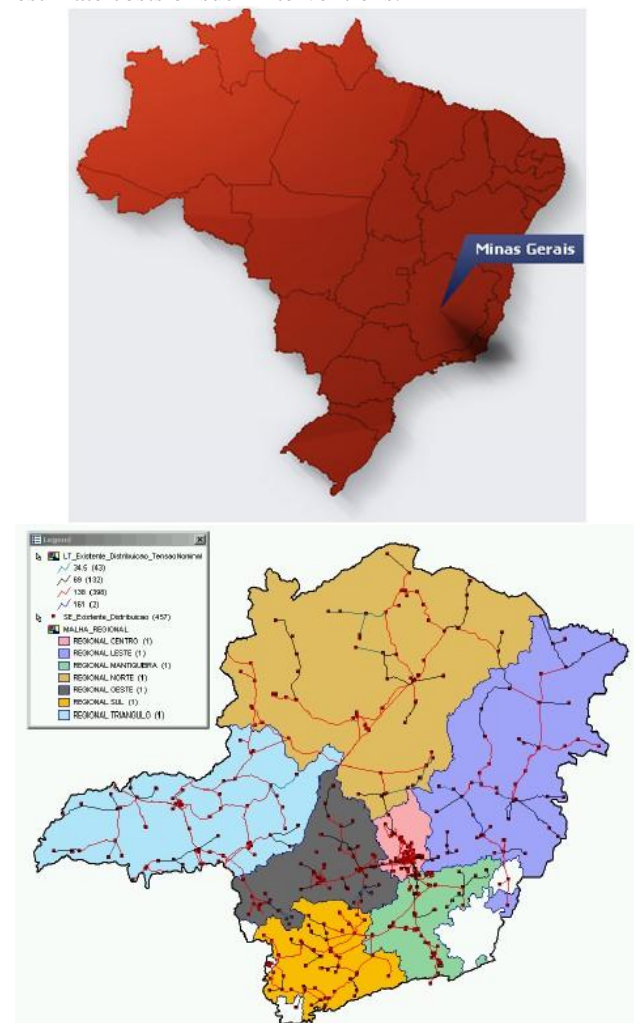 Minas Gerais
Legend
LT_Existente_Distribuicao_TensaoNominal
34.5 (43)
69 (132)
138 (398)
161 (2)
SE_Existente_Distribuicao (457)
MALHA_REGIONAL
REGIONAL CENTRO (1)
REGIONAL LESTE (1)
REGIONAL MANTIQUEIRA (1)
REGIONAL NORTE (1)
REGIONAL OESTE (1)
REGIONAL SUL (1)
REGIONAL TRIANGULO (1)